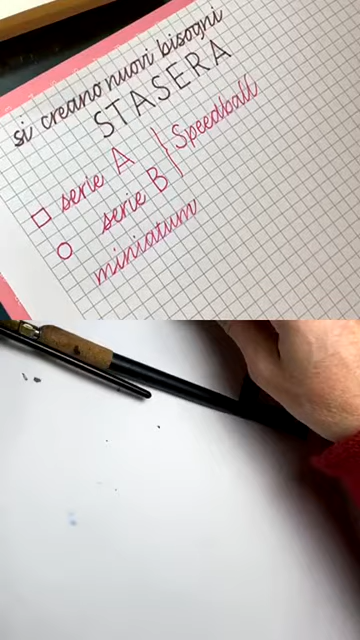 si creano nuovi bisogni
STASERA
□ serie A } Speedball
○ serie B
miniatum